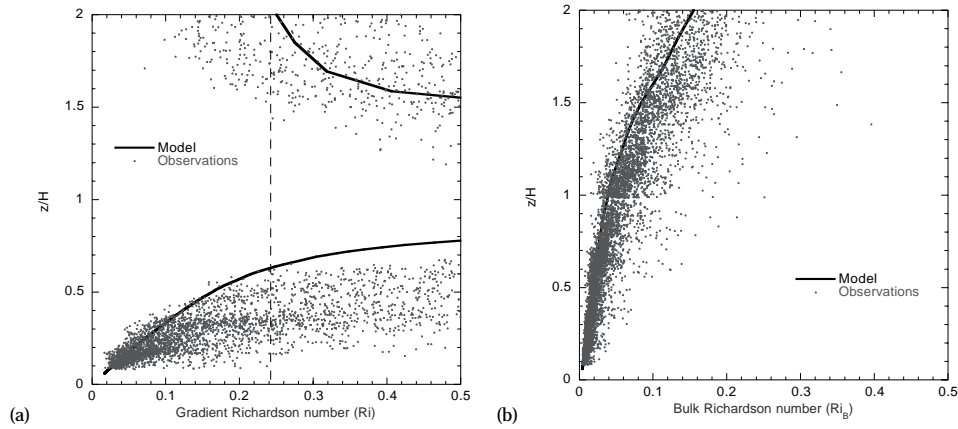 2
1.5
1
0.5
0
z/H
Model
Observations
0 0.1 0.2 0.3 0.4 0.5
(a) Gradient Richardson number (Ri)
2
1.5
1
0.5
0
z/H
Model
Observations
0 0.1 0.2 0.3 0.4 0.5
(b) Bulk Richardson number (Ri_B)